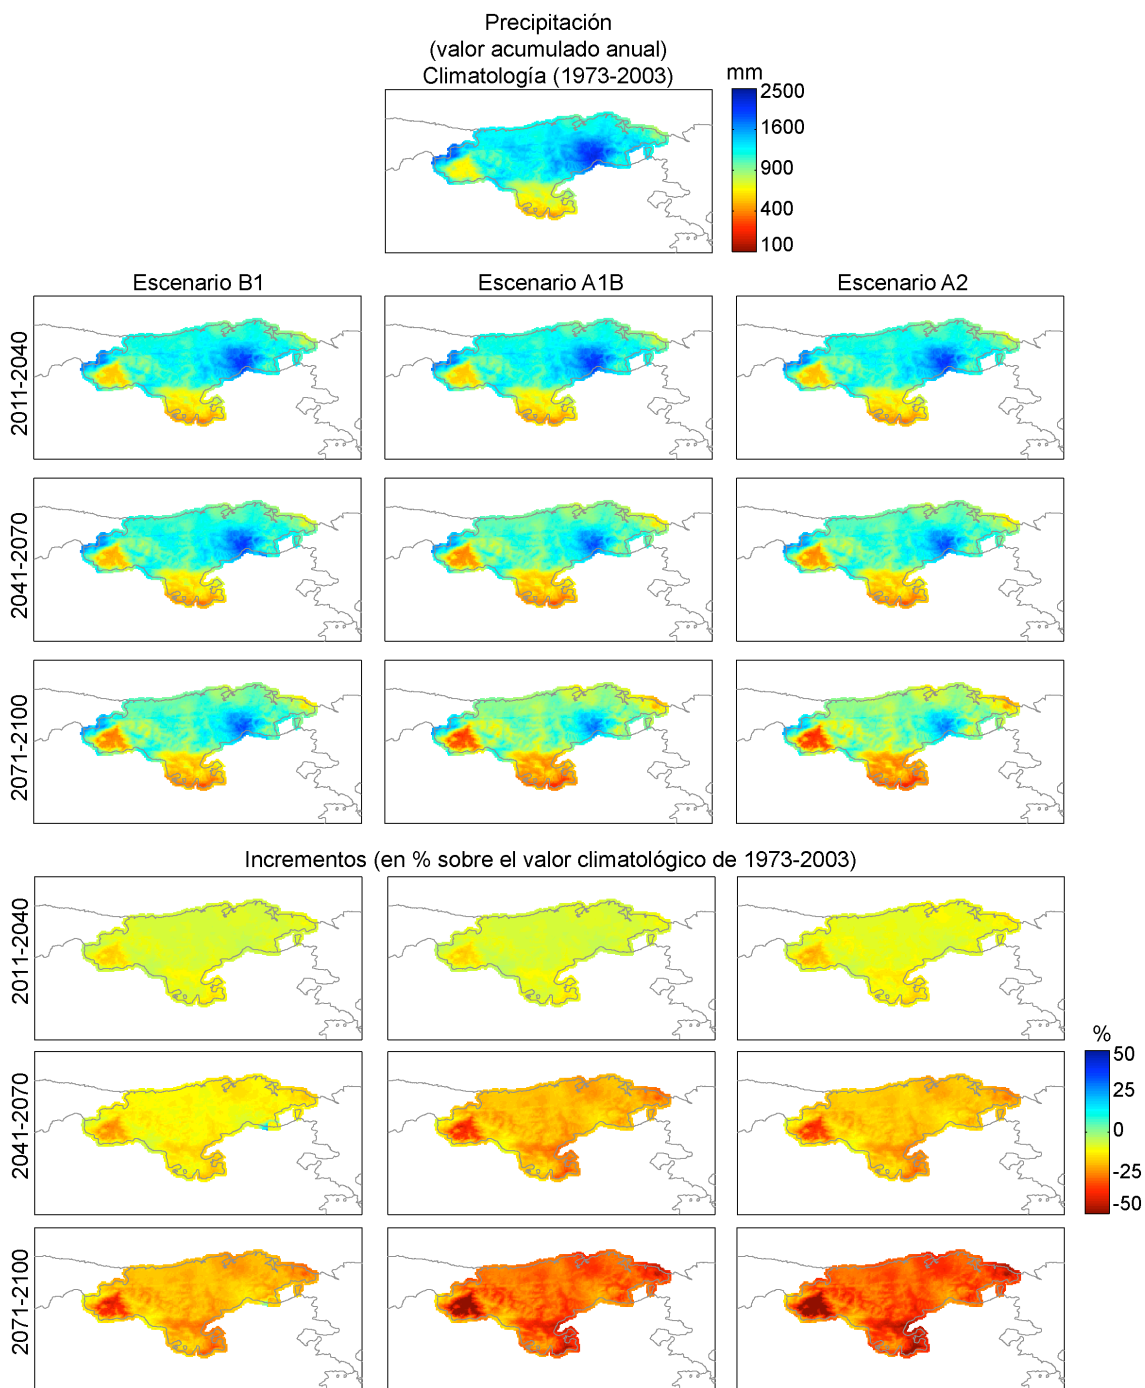 Precipitación
(valor acumulado anual)
Climatología (1973-2003)
mm
2500
1600
900
400
100
Escenario B1
Escenario A1B
Escenario A2
2011-2040
2041-2070
2071-2100
Incrementos (en % sobre el valor climatológico de 1973-2003)
2011-2040
2041-2070
2071-2100
%
50
25
0
-25
-50